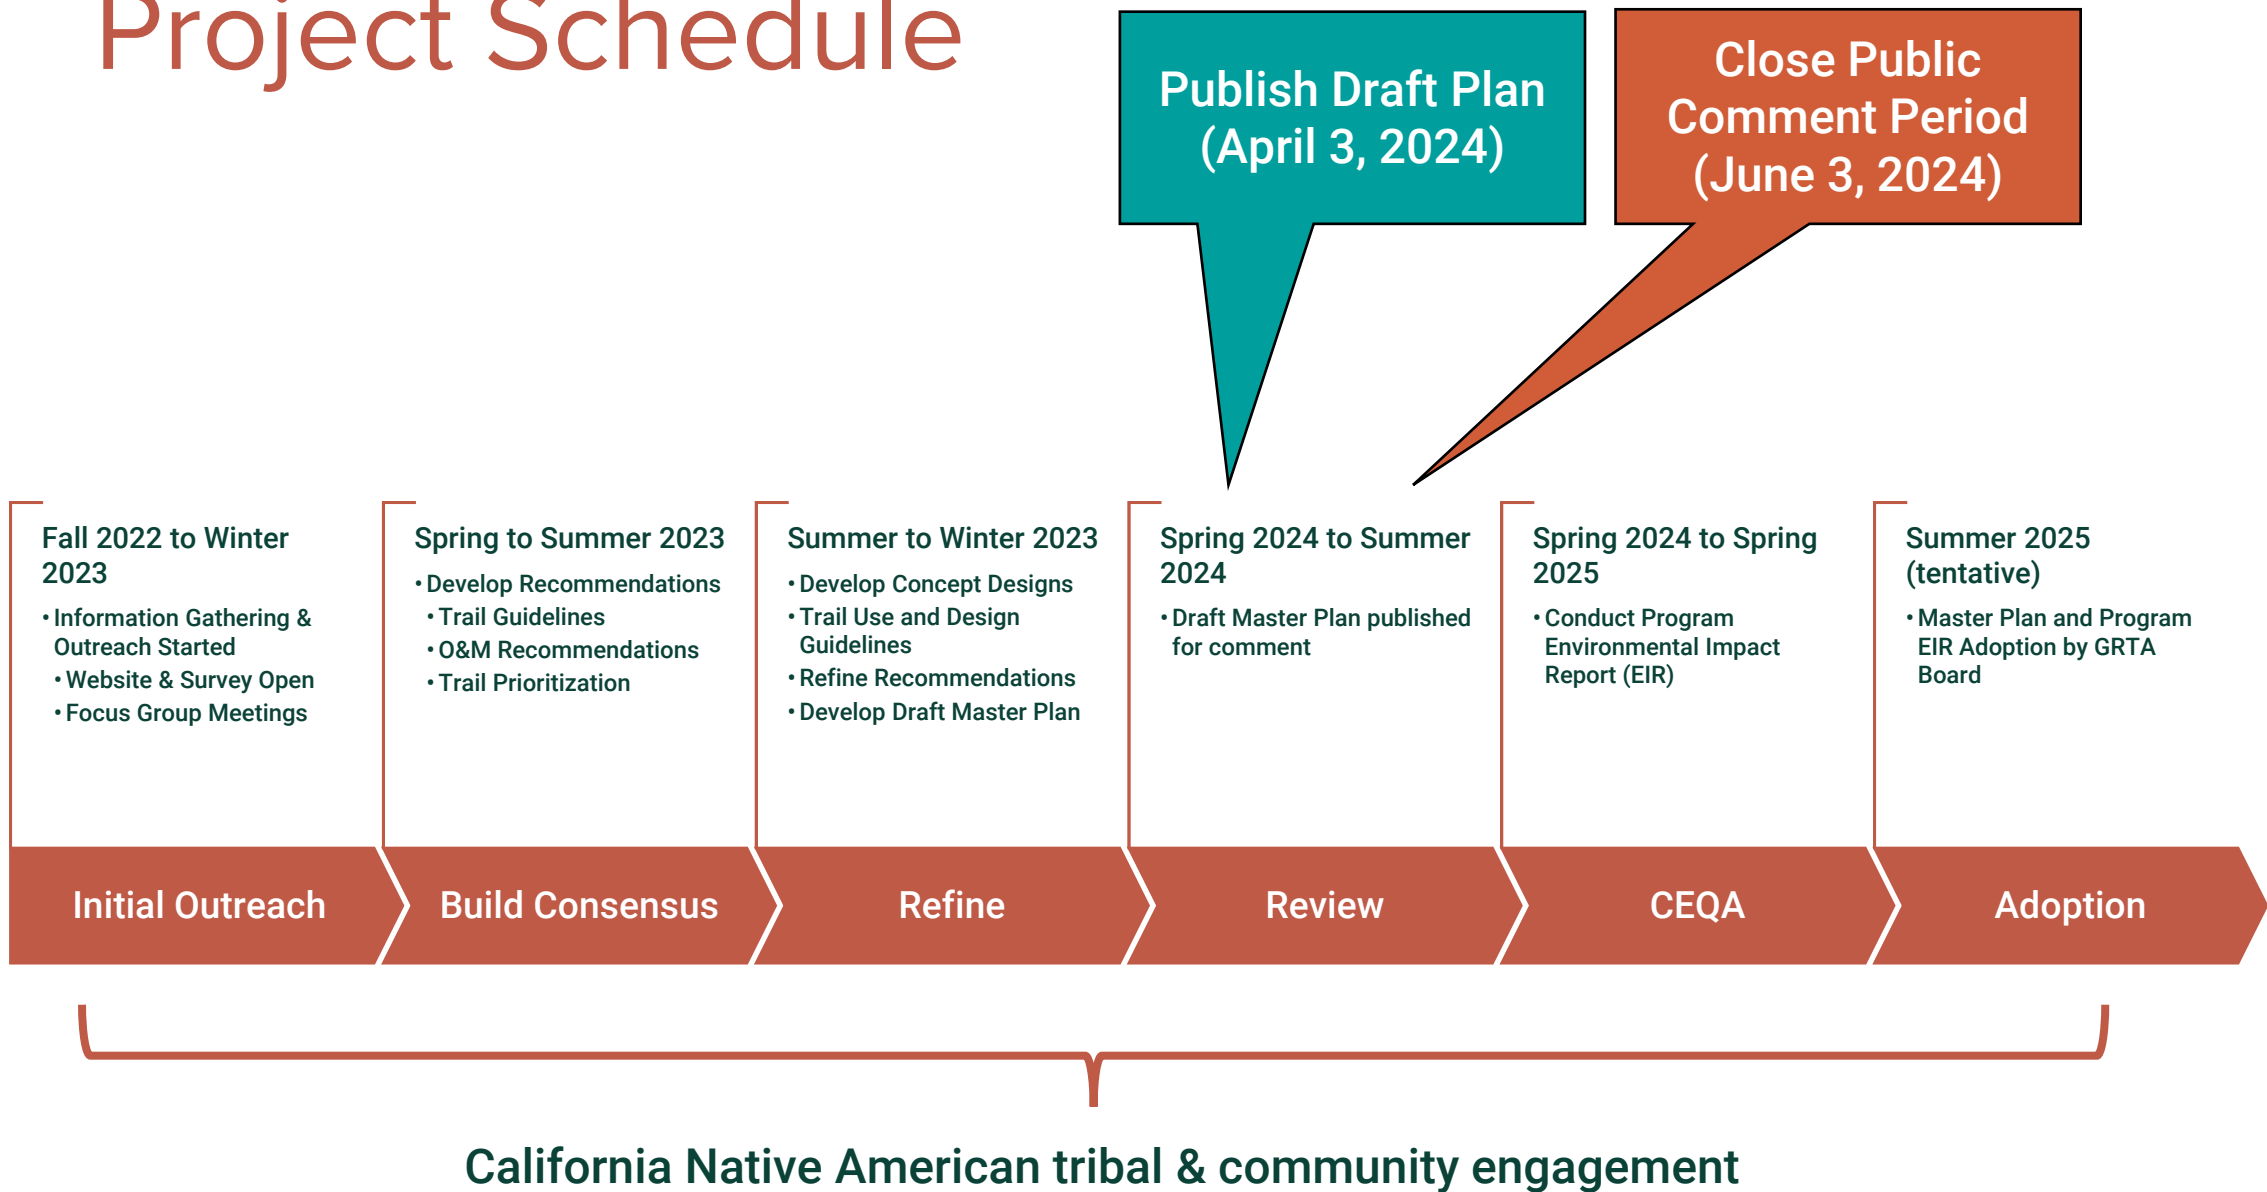 Project Schedule
Publish Draft Plan
(April 3, 2024)
Close Public
Comment Period
(June 3, 2024)
Fall 2022 to Winter
2023
• Information Gathering &
Outreach Started
• Website & Survey Open
• Focus Group Meetings
Spring to Summer 2023
• Develop Recommendations
• Trail Guidelines
• O&M Recommendations
• Trail Prioritization
Summer to Winter 2023
• Develop Concept Designs
• Trail Use and Design
Guidelines
• Refine Recommendations
• Develop Draft Master Plan
Spring 2024 to Summer
2024
• Draft Master Plan published
for comment
Spring 2024 to Spring
2025
• Conduct Program
Environmental Impact
Report (EIR)
Summer 2025
(tentative)
• Master Plan and Program
EIR Adoption by GRTA
Board
Initial Outreach
Build Consensus
Refine
Review
CEQA
Adoption
California Native American tribal & community engagement